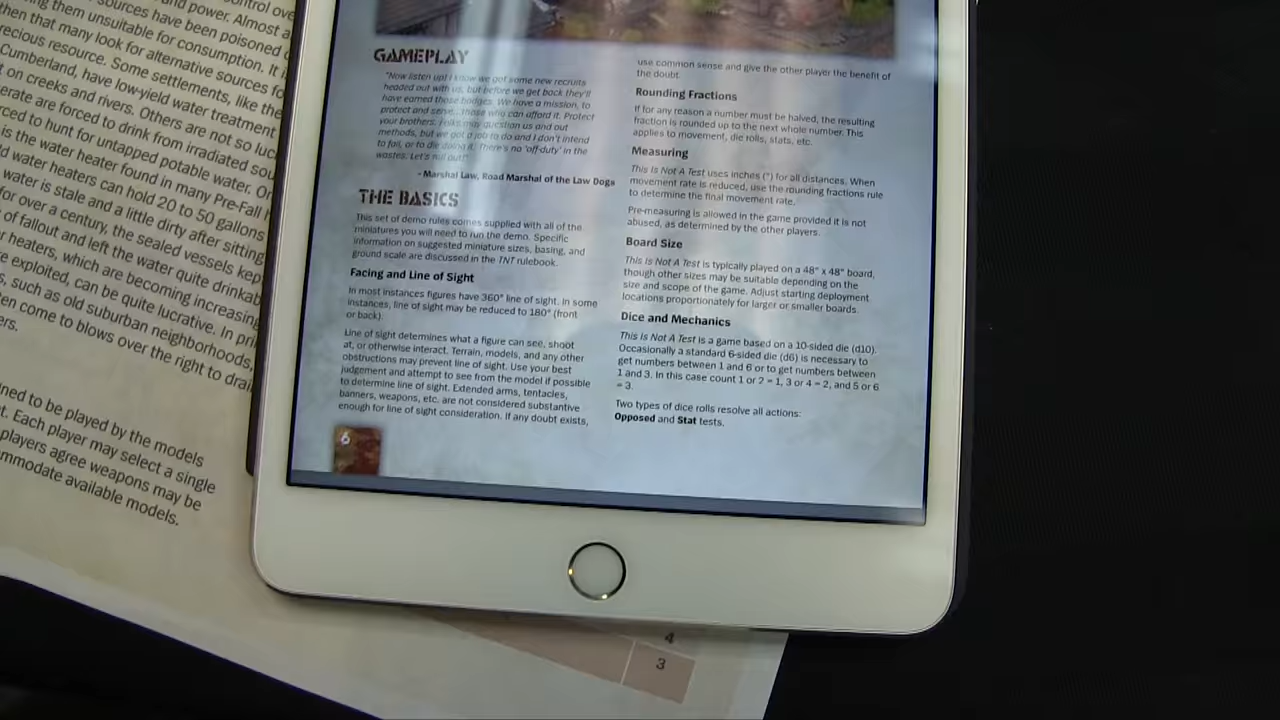 ontrol ove
sources have been poisoned o
ng them unsuitable for consumption. It i
then that many look for alternative sources fo
recious resource. Some settlements, like the
Cumberland, have low-yield water treatment
t on creeks and rivers. Others are not so luc
erate are forced to drink from irradiated sou
rced to hunt for untapped potable water. On
is the water heater found in many Pre-Fall
d water heaters can hold 20 to 50 gallons
water is stale and a little dirty after sitting
for over a century, the sealed vessels kep
t of fallout and left the water quite drinkab
r heaters, which are becoming increasing
e exploited, can be quite lucrative. In pri
s, such as old suburban neighborhoods,
en come to blows over the right to drai
ers.
ned to be played by the models
t. Each player may select a single
players agree weapons may be
mmodate available models.
GAMEPLAY
"Now listen up! I know we got some new recruits
headed out with us, but before we get back they'll
have earned those badges. We have a mission, to
protect and serve... those who can afford it. Protect
your brothers. Folks may question us and out
methods, but we got a job to do and I don't intend
to fail, or to die doing it. There's no 'off-duty' in the
wastes. Let's roll out!"
- Marshal Law, Road Marshal of the Law Dogs
THE BASICS
This set of demo rules comes supplied with all of the
miniatures you will need to run the demo. Specific
information on suggested miniature sizes, basing, and
ground scale are discussed in the TNT rulebook.
Facing and Line of Sight
In most instances figures have 360° line of sight. In some
instances, line of sight may be reduced to 180° (front
or back).
Line of sight determines what a figure can see, shoot
at, or otherwise interact. Terrain, models, and any other
obstructions may prevent line of sight. Use your best
judgement and attempt to see from the model if possible
to determine line of sight. Extended arms, tentacles,
banners, weapons, etc. are not considered substantive
enough for line of sight consideration. If any doubt exists,
6
use common sense and give the other player the benefit of
the doubt.
Rounding Fractions
If for any reason a number must be halved, the resulting
fraction is rounded up to the next whole number. This
applies to movement, die rolls, stats, etc.
Measuring
This Is Not A Test uses inches (") for all distances. When
movement rate is reduced, use the rounding fractions rule
to determine the final movement rate.
Pre-measuring is allowed in the game provided it is not
abused, as determined by the other players.
Board Size
This Is Not A Test is typically played on a 48" x 48" board,
though other sizes may be suitable depending on the
size and scope of the game. Adjust starting deployment
locations proportionately for larger or smaller boards.
Dice and Mechanics
This Is Not A Test is a game based on a 10-sided die (d10).
Occasionally a standard 6-sided die (d6) is necessary to
get numbers between 1 and 6 or to get numbers between
1 and 3. In this case count 1 or 2 = 1, 3 or 4 = 2, and 5 or 6
= 3.
Two types of dice rolls resolve all actions:
Opposed and Stat tests.
4
3